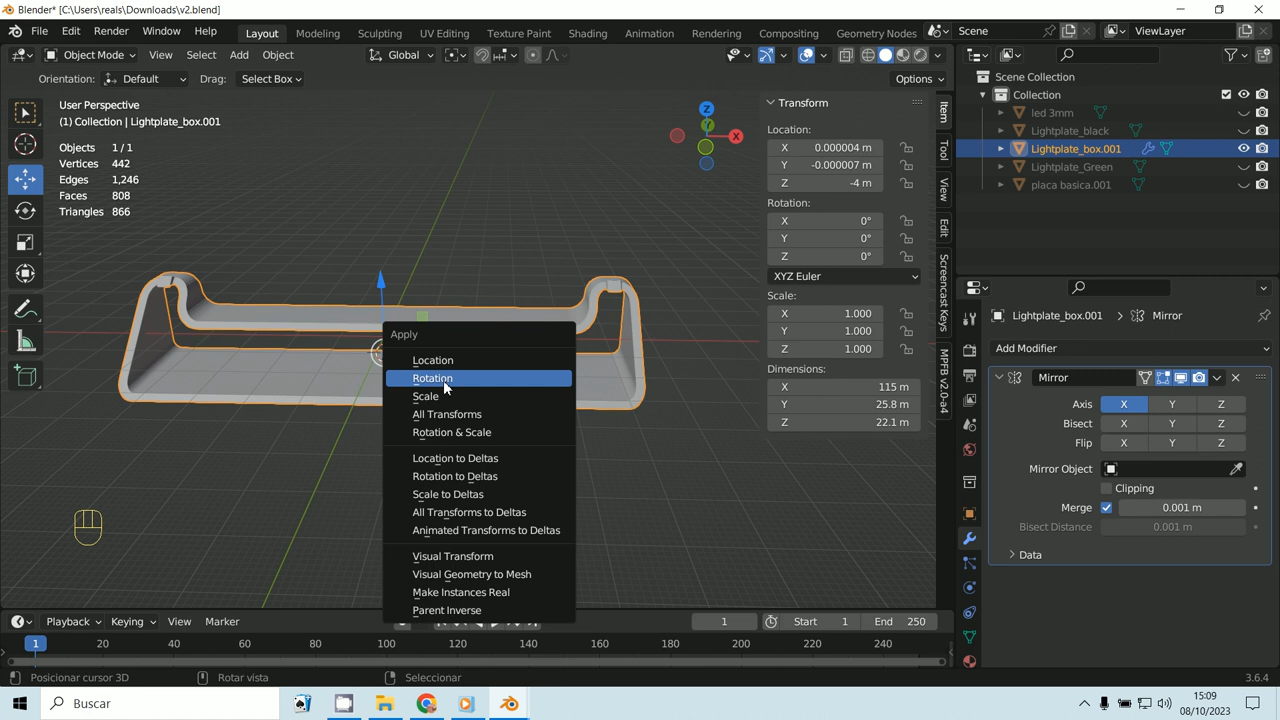 Blender* [C:\Users\reals\Downloads\v2.blend]
File Edit Render Window Help
Layout Modeling Sculpting UV Editing Texture Paint Shading Animation Rendering Compositing Geometry Nodes
Scene
ViewLayer
Object Mode View Select Add Object
Global
Orientation: Default Drag: Select Box
Options
User Perspective
(1) Collection | Lightplate_box.001
Objects 1/1
Vertices 442
Edges 1,246
Faces 808
Triangles 866
Z
Y
X
Transform
Location:
X 0.000004 m
Y -0.000007 m
Z -4 m
Rotation:
X 0°
Y 0°
Z 0°
XYZ Euler
Scale:
X 1.000
Y 1.000
Z 1.000
Dimensions:
X 115 m
Y 25.8 m
Z 22.1 m
Item
Tool
View
Edit
Screencast Keys
MPFB v2.0-a4
Apply
Location
Rotation
Scale
All Transforms
Rotation & Scale
Location to Deltas
Rotation to Deltas
Scale to Deltas
All Transforms to Deltas
Animated Transforms to Deltas
Visual Transform
Visual Geometry to Mesh
Make Instances Real
Parent Inverse
Scene Collection
Collection
led 3mm
Lightplate_black
Lightplate_box.001
Lightplate_Green
placa basica.001
Lightplate_box.001 Mirror
Add Modifier
Mirror
Axis X Y Z
Bisect X Y Z
Flip X Y Z
Mirror Object
Clipping
Merge 0.001 m
Bisect Distance 0.001 m
Data
Playback Keying View Marker
1 Start 1 End 250
1 20 40 60 80 100 120 140 160 180 200 220 240
Posicionar cursor 3D Rotar vista Seleccionar
3.6.4
Buscar
15:09
08/10/2023